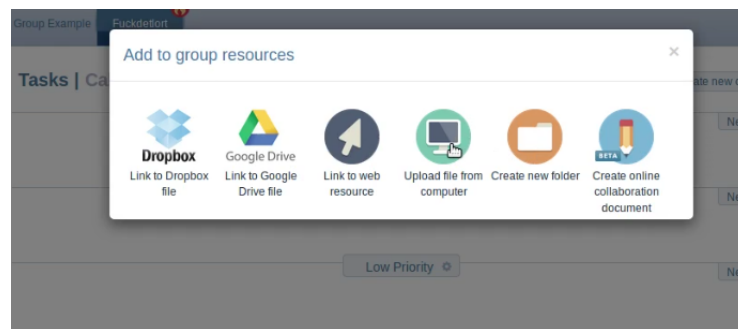 Group Example
Fuckdetlort
Add to group resources
×
Tasks | Ca
ate new
Ne
Dropbox
Google Drive
Link to Dropbox
file
Link to Google
Drive file
Link to web
resource
Upload file from
computer
Create new folder
BETA
Create online
collaboration
document
Ne
Low Priority
Ne